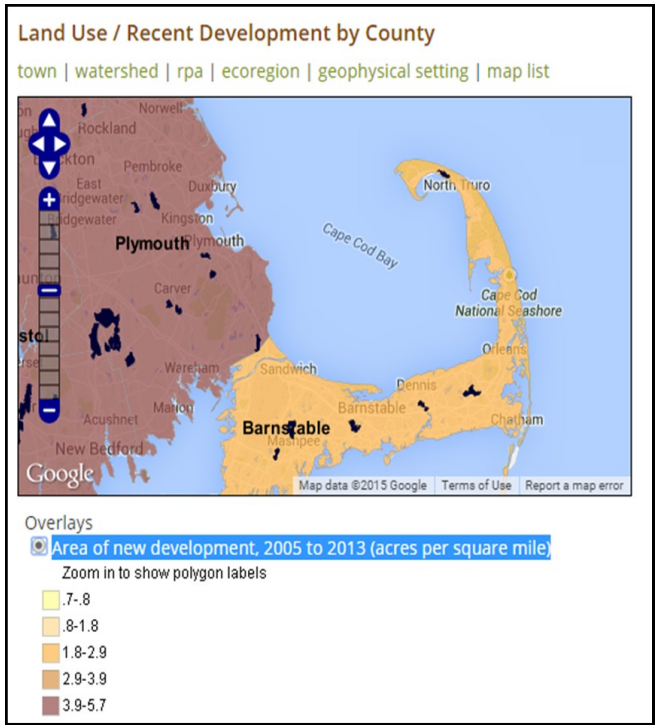 Land Use / Recent Development by County
town | watershed | rpa | ecoregion | geophysical setting | map list
Norwell
Rockland
Pembroke
East
Duxbury
Kingston
Plymouth
Plymouth
Carver
Wareham
Marion
Acushnet
New Bedford
North Truro
Cape Cod Bay
Cape Cod
National Seashore
Orleans
Sandwich
Dennis
Barnstable
Chatham
Barnstable
Mashpee
Google
Map data ©2015 Google
Terms of Use
Report a map error
Overlays
Area of new development, 2005 to 2013 (acres per square mile)
Zoom in to show polygon labels
.7-.8
.8-1.8
1.8-2.9
2.9-3.9
3.9-5.7